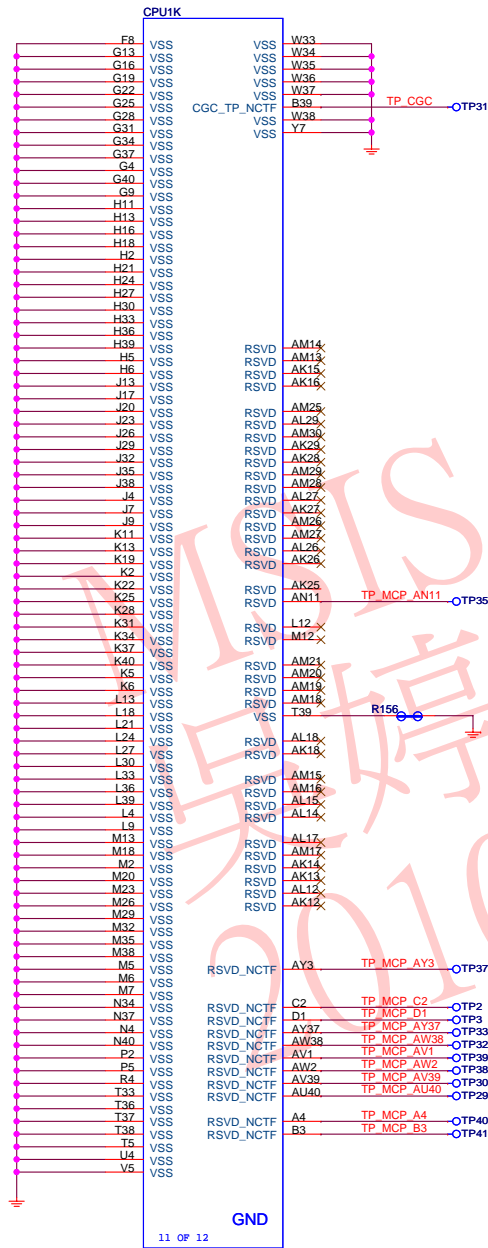 CPU1K
F8 VSS
G13 VSS
G16 VSS
G19 VSS
G22 VSS
G25 VSS
G28 VSS
G31 VSS
G34 VSS
G37 VSS
G4 VSS
G40 VSS
G9 VSS
H11 VSS
H13 VSS
H16 VSS
H18 VSS
H2 VSS
H21 VSS
H24 VSS
H27 VSS
H30 VSS
H33 VSS
H36 VSS
H39 VSS
H5 VSS
H6 VSS
J13 VSS
J17 VSS
J20 VSS
J23 VSS
J26 VSS
J29 VSS
J32 VSS
J35 VSS
J38 VSS
J4 VSS
J7 VSS
J9 VSS
K11 VSS
K13 VSS
K19 VSS
K2 VSS
K22 VSS
K25 VSS
K28 VSS
K31 VSS
K34 VSS
K37 VSS
K40 VSS
K5 VSS
K6 VSS
L13 VSS
L18 VSS
L21 VSS
L24 VSS
L27 VSS
L30 VSS
L33 VSS
L36 VSS
L39 VSS
L4 VSS
L9 VSS
M13 VSS
M18 VSS
M2 VSS
M20 VSS
M23 VSS
M26 VSS
M29 VSS
M32 VSS
M35 VSS
M38 VSS
M5 VSS
M6 VSS
M7 VSS
N34 VSS
N37 VSS
N4 VSS
N40 VSS
P2 VSS
P5 VSS
R4 VSS
T33 VSS
T36 VSS
T37 VSS
T38 VSS
T5 VSS
U4 VSS
V5 VSS
VSS W33
VSS W34
VSS W35
VSS W36
VSS W37
CGC_TP_NCTF B39 TP_CGC TP31
VSS W38
VSS Y7
RSVD AM14
RSVD AM13
RSVD AK15
RSVD AK16
RSVD AM25
RSVD AL29
RSVD AM30
RSVD AK29
RSVD AK28
RSVD AM29
RSVD AM28
RSVD AL27
RSVD AK27
RSVD AM26
RSVD AM27
RSVD AL26
RSVD AK26
RSVD AK25
RSVD AN11 TP_MCP_AN11 TP35
RSVD L12
RSVD M12
RSVD AM21
RSVD AM20
RSVD AM19
RSVD AM18
VSS T39 R156
RSVD AL18
RSVD AK18
RSVD AM15
RSVD AM16
RSVD AL15
RSVD AL14
RSVD AL17
RSVD AM17
RSVD AK14
RSVD AK13
RSVD AL12
RSVD AK12
RSVD_NCTF AY3 TP_MCP_AY3 TP37
RSVD_NCTF C2 TP_MCP_C2 TP2
RSVD_NCTF D1 TP_MCP_D1 TP3
RSVD_NCTF AY37 TP_MCP_AY37 TP33
RSVD_NCTF AW38 TP_MCP_AW38 TP32
RSVD_NCTF AV1 TP_MCP_AV1 TP39
RSVD_NCTF AW2 TP_MCP_AW2 TP38
RSVD_NCTF AV39 TP_MCP_AV39 TP30
RSVD_NCTF AU40 TP_MCP_AU40 TP29
RSVD_NCTF A4 TP_MCP_A4 TP40
RSVD_NCTF B3 TP_MCP_B3 TP41
GND
11 OF 12
MSIS
吴婷